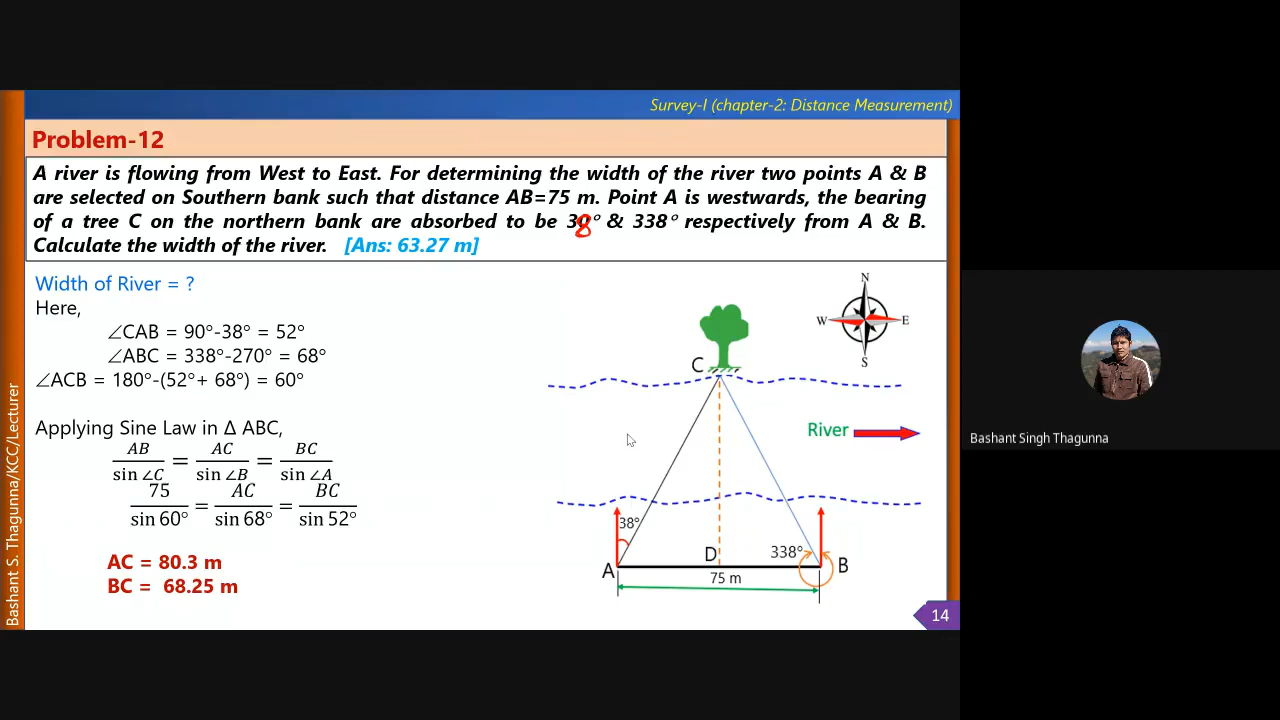 Survey-I (chapter-2: Distance Measurement)
Problem-12
A river is flowing from West to East. For determining the width of the river two points A & B
are selected on Southern bank such that distance AB=75 m. Point A is westwards, the bearing
of a tree C on the northern bank are absorbed to be 38° & 338° respectively from A & B.
Calculate the width of the river. [Ans: 63.27 m]
Width of River = ?
Here,
∠CAB = 90°-38° = 52°
∠ABC = 338°-270° = 68°
∠ACB = 180°-(52°+ 68°) = 60°
Applying Sine Law in Δ ABC,
AB/sin ∠C = AC/sin ∠B = BC/sin ∠A
75/sin 60° = AC/sin 68° = BC/sin 52°
AC = 80.3 m
BC = 68.25 m
N
W
E
S
C
River
38°
A
D
338°
B
75 m
14
Bashant S. Thagunna/KCC/Lecturer
Bashant Singh Thagunna